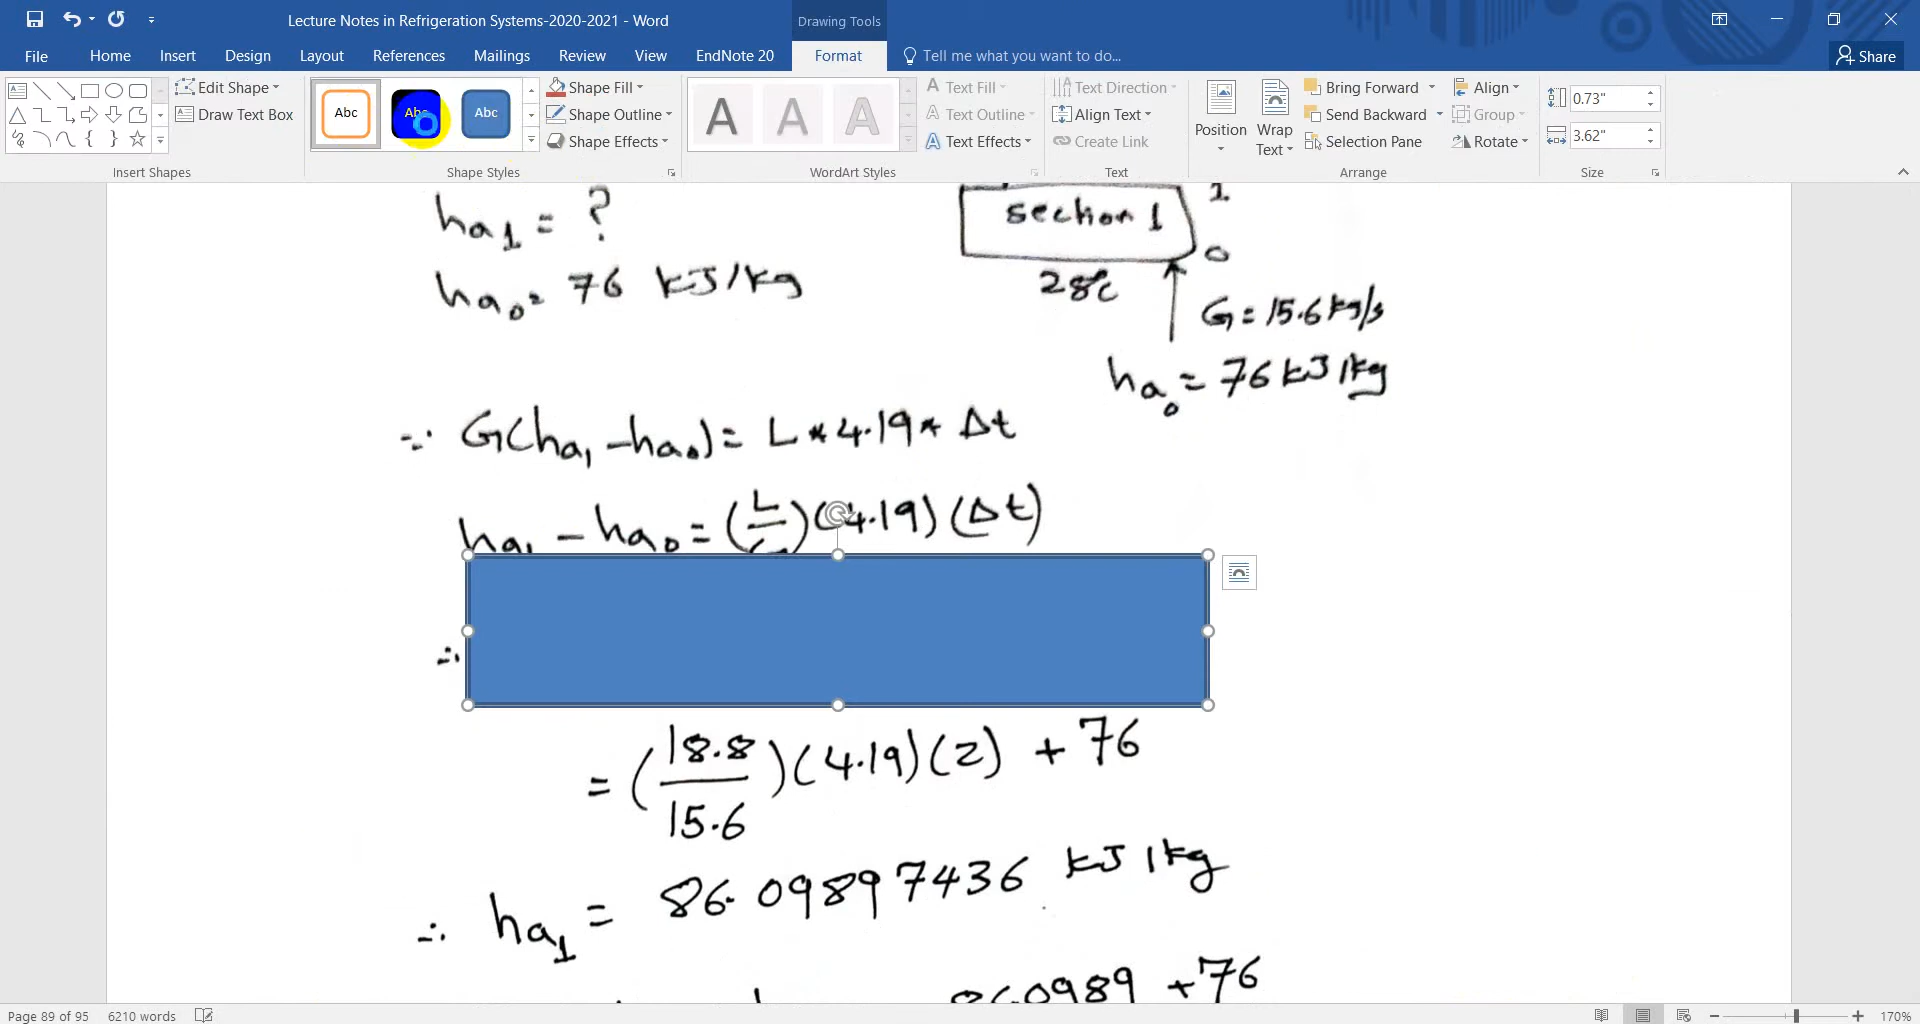 Lecture Notes in Refrigeration Systems-2020-2021 - Word
Drawing Tools
File Home Insert Design Layout References Mailings Review View EndNote 20 Format Tell me what you want to do... Share
Edit Shape
Draw Text Box
Insert Shapes
Abc Abc Abc
Shape Fill
Shape Outline
Shape Effects
Shape Styles
A A A
WordArt Styles
Text Fill
Text Outline
Text Effects
Text Direction
Align Text
Create Link
Text
Position
Wrap Text
Bring Forward
Send Backward
Selection Pane
Align
Group
Rotate
Arrange
0.73"
3.62"
Size
ha1 = ?
ha0 = 76 kJ/kg
section 1
1
0
28°C
G = 15.6 kg/s
ha0 = 76 kJ/kg
∵ G(ha1 - ha0) = L * 4.19 * Δt
ha1 - ha0 = (L/G)(4.19)(Δt)
∴
= (18.8/15.6)(4.19)(2) + 76
∴ ha1 = 86.09897436 kJ/kg
86.0989 + 76
Page 89 of 95 6210 words
170%